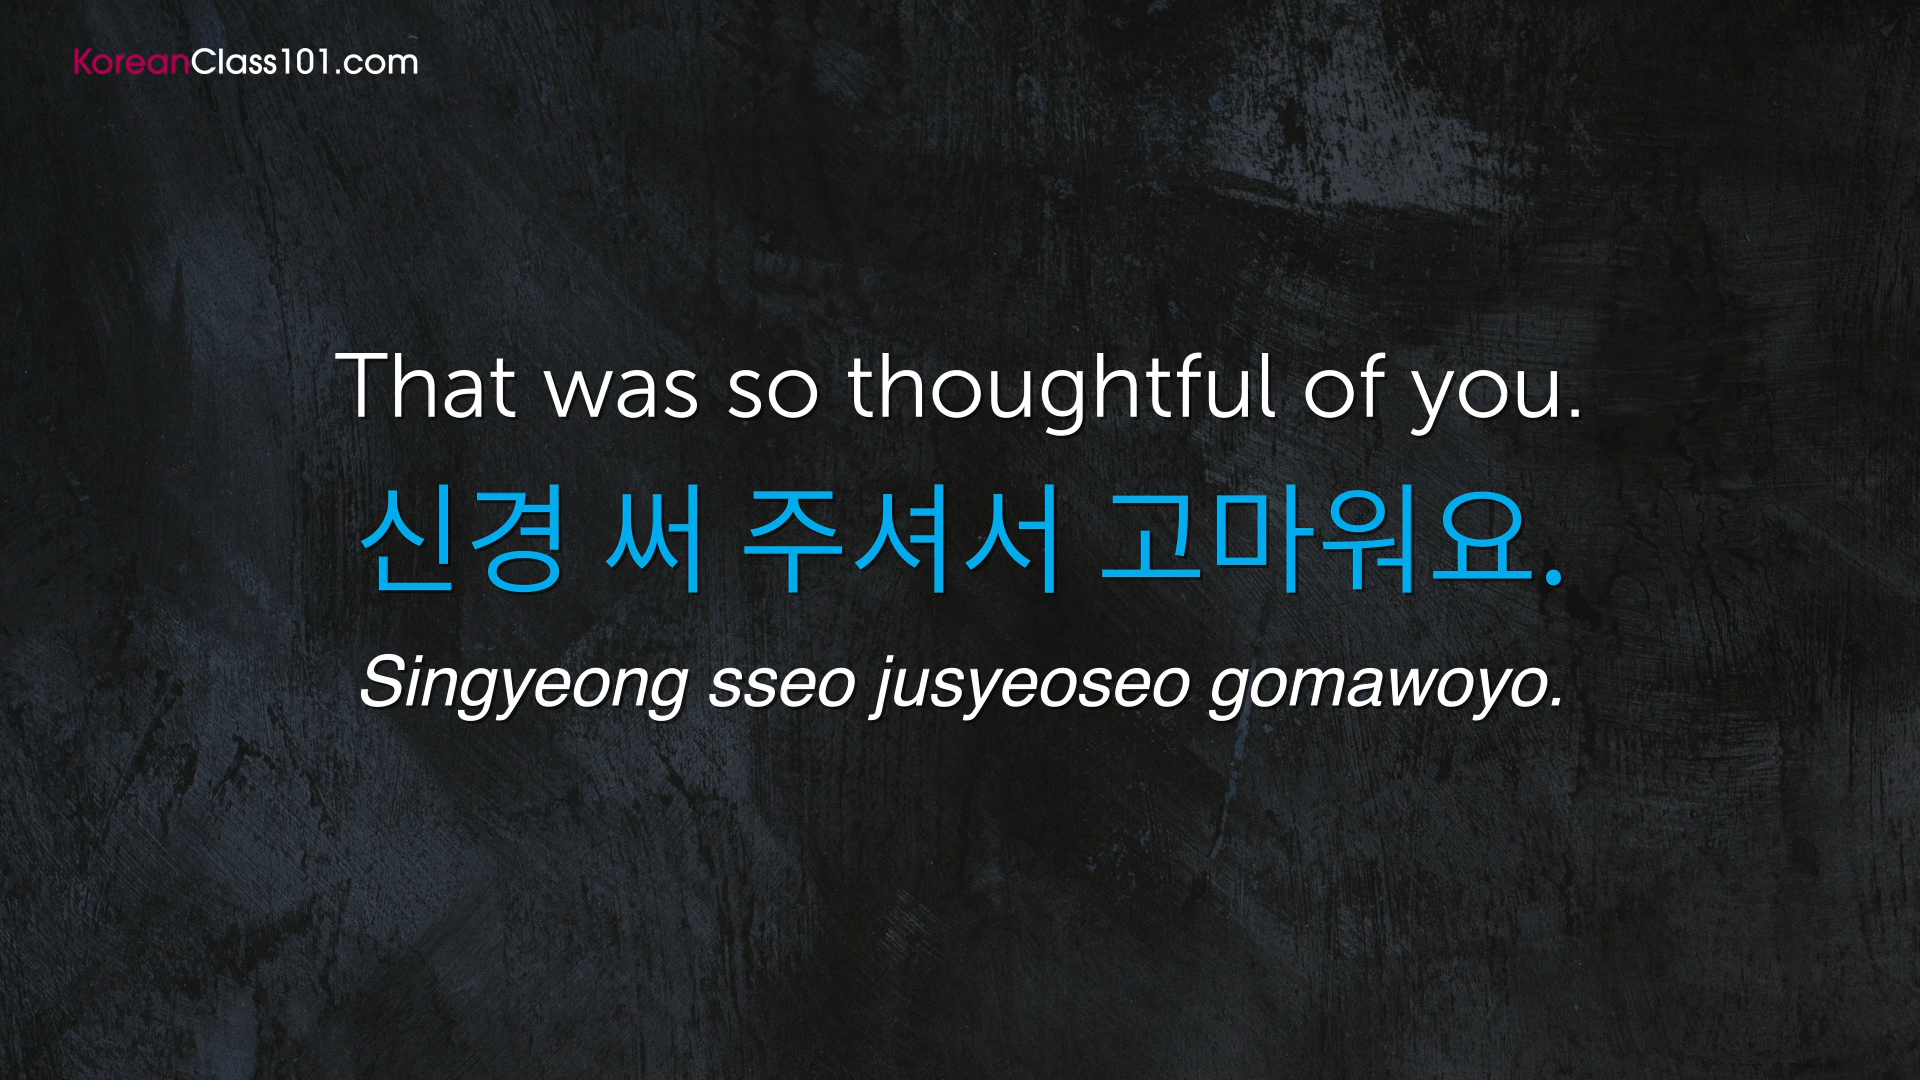 KoreanClass101.com
That was so thoughtful of you.
신경 써 주셔서 고마워요.
Singyeong sseo jusyeoseo gomawoyo.